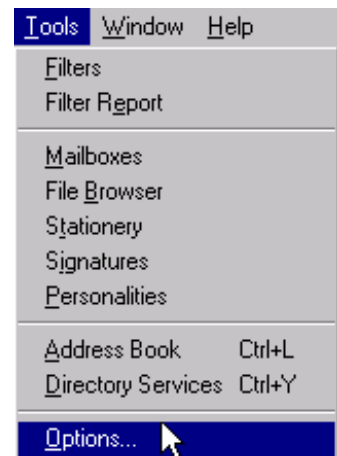 Tools Window Help
Filters
Filter Report
Mailboxes
File Browser
Stationery
Signatures
Personalities
Address Book Ctrl+L
Directory Services Ctrl+Y
Options...